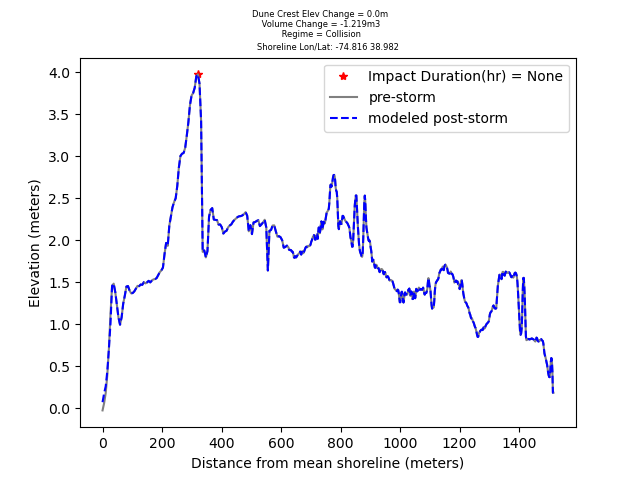 Dune Crest Elev Change = 0.0m
Volume Change = -1.219m3
Regime = Collision
Shoreline Lon/Lat: -74.816 38.982
Impact Duration(hr) = None
pre-storm
modeled post-storm
Elevation (meters)
4.0
3.5
3.0
2.5
2.0
1.5
1.0
0.5
0.0
0 200 400 600 800 1000 1200 1400
Distance from mean shoreline (meters)